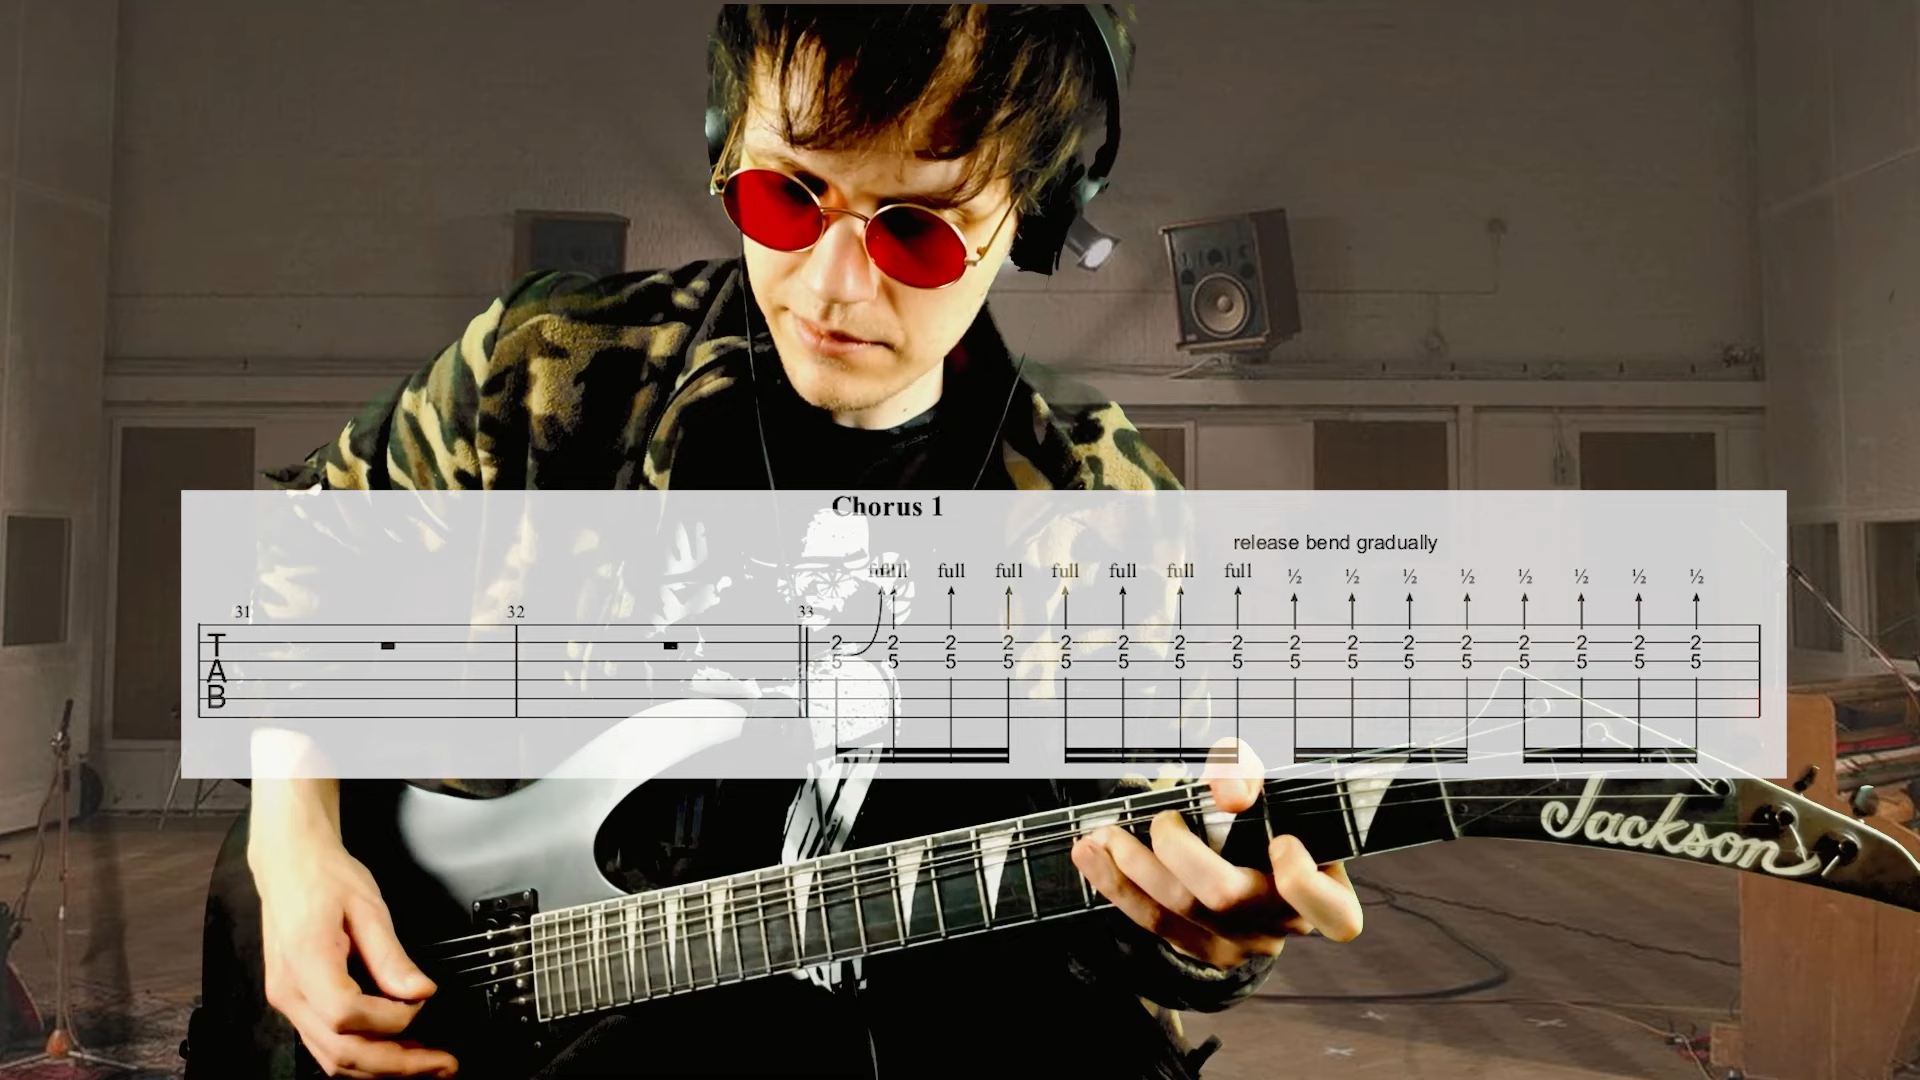 Chorus 1
release bend gradually
full full full full full full full full ½ ½ ½ ½ ½ ½ ½ ½
31 32 33
T 2 2 2 2 2 2 2 2 2 2 2 2 2 2 2 2
A 5 5 5 5 5 5 5 5 5 5 5 5 5 5 5 5
B
Jackson